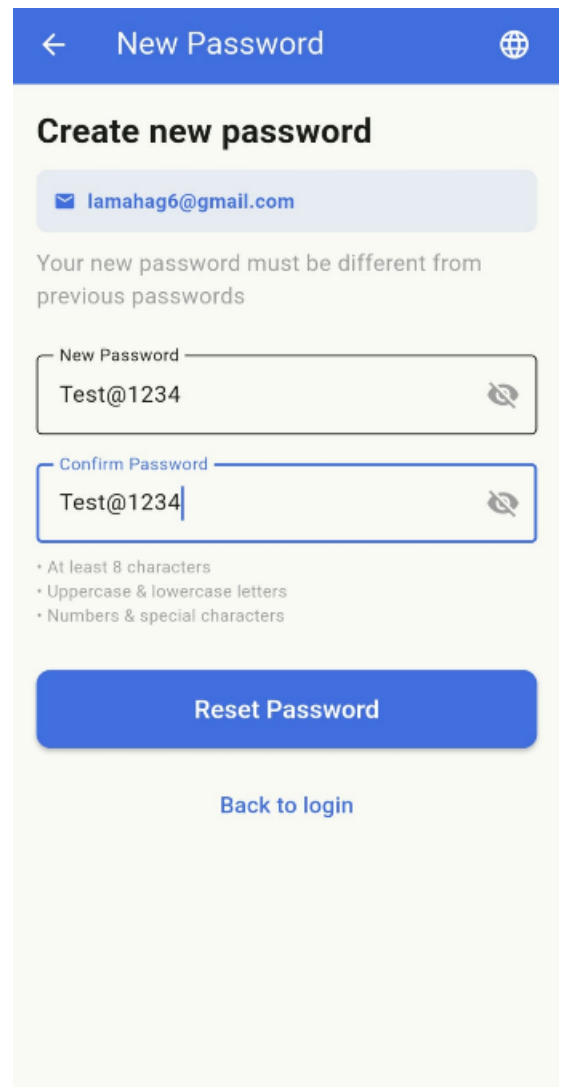 New Password
Create new password
lamahag6@gmail.com
Your new password must be different from
previous passwords
New Password
Test@1234
Confirm Password
Test@1234
• At least 8 characters
• Uppercase & lowercase letters
• Numbers & special characters
Reset Password
Back to login